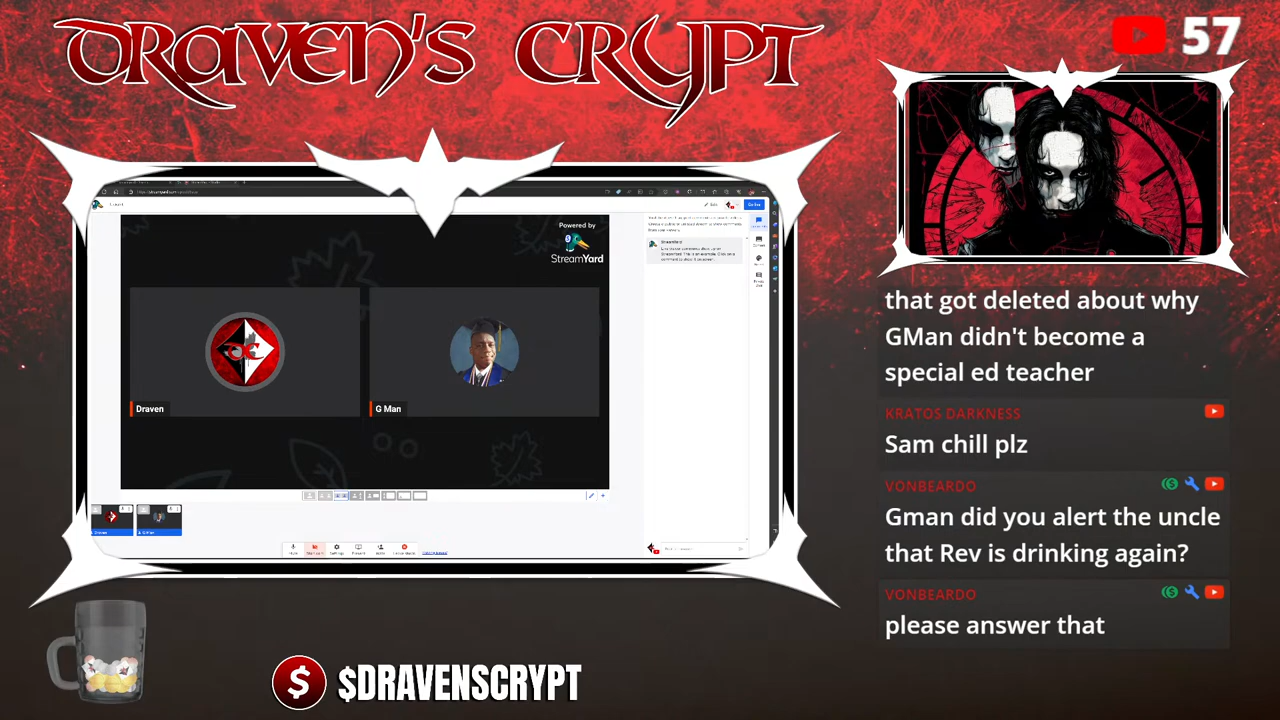 DRAVEN'S CRYPT
57
Powered by
StreamYard
Draven
G Man
that got deleted about why
GMan didn't become a
special ed teacher
KRATOS DARKNESS
Sam chill plz
VONBEARDO
Gman did you alert the uncle
that Rev is drinking again?
VONBEARDO
please answer that
$ $DRAVENSCRYPT